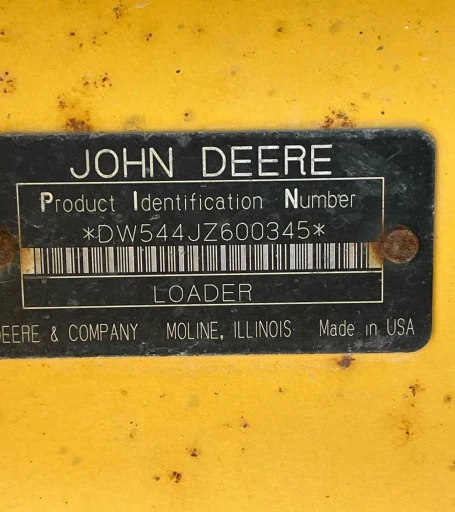 JOHN DEERE
Product Identification Number
*DW544JZ600345*
LOADER
DEERE & COMPANY MOLINE, ILLINOIS Made in USA